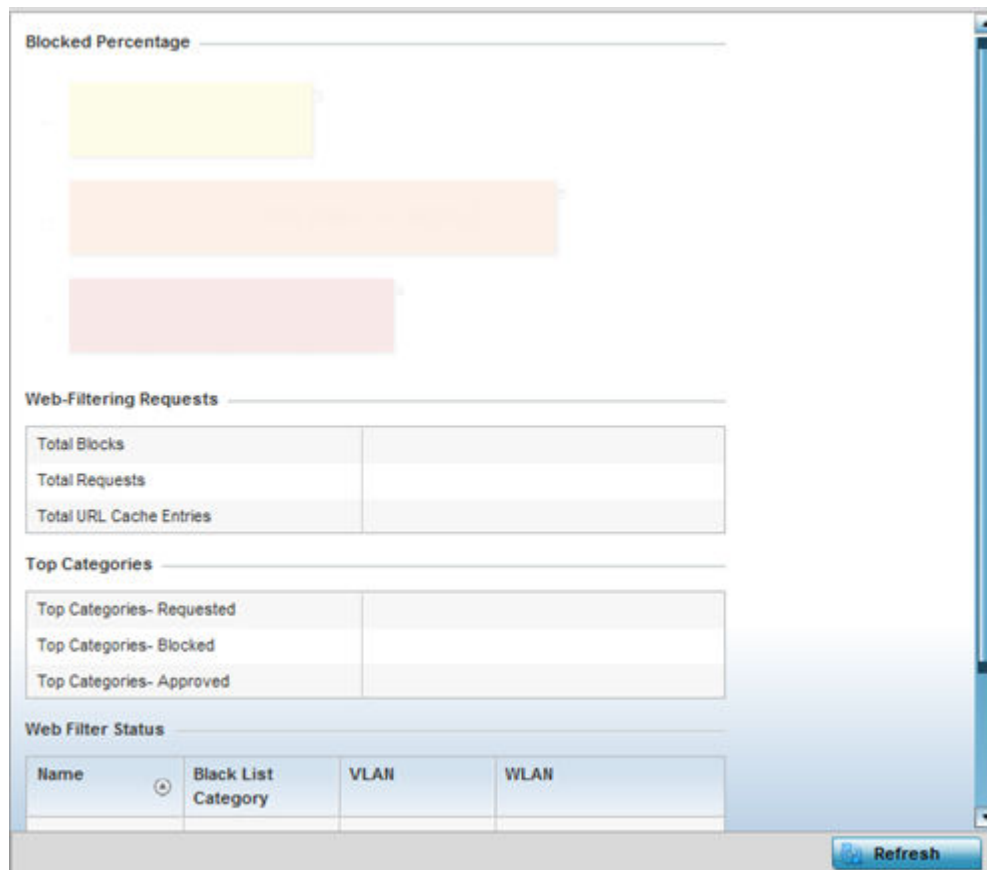 Blocked Percentage
Web-Filtering Requests
Total Blocks
Total Requests
Total URL Cache Entries
Top Categories
Top Categories- Requested
Top Categories- Blocked
Top Categories- Approved
Web Filter Status
Name
Black List Category
VLAN
WLAN
Refresh